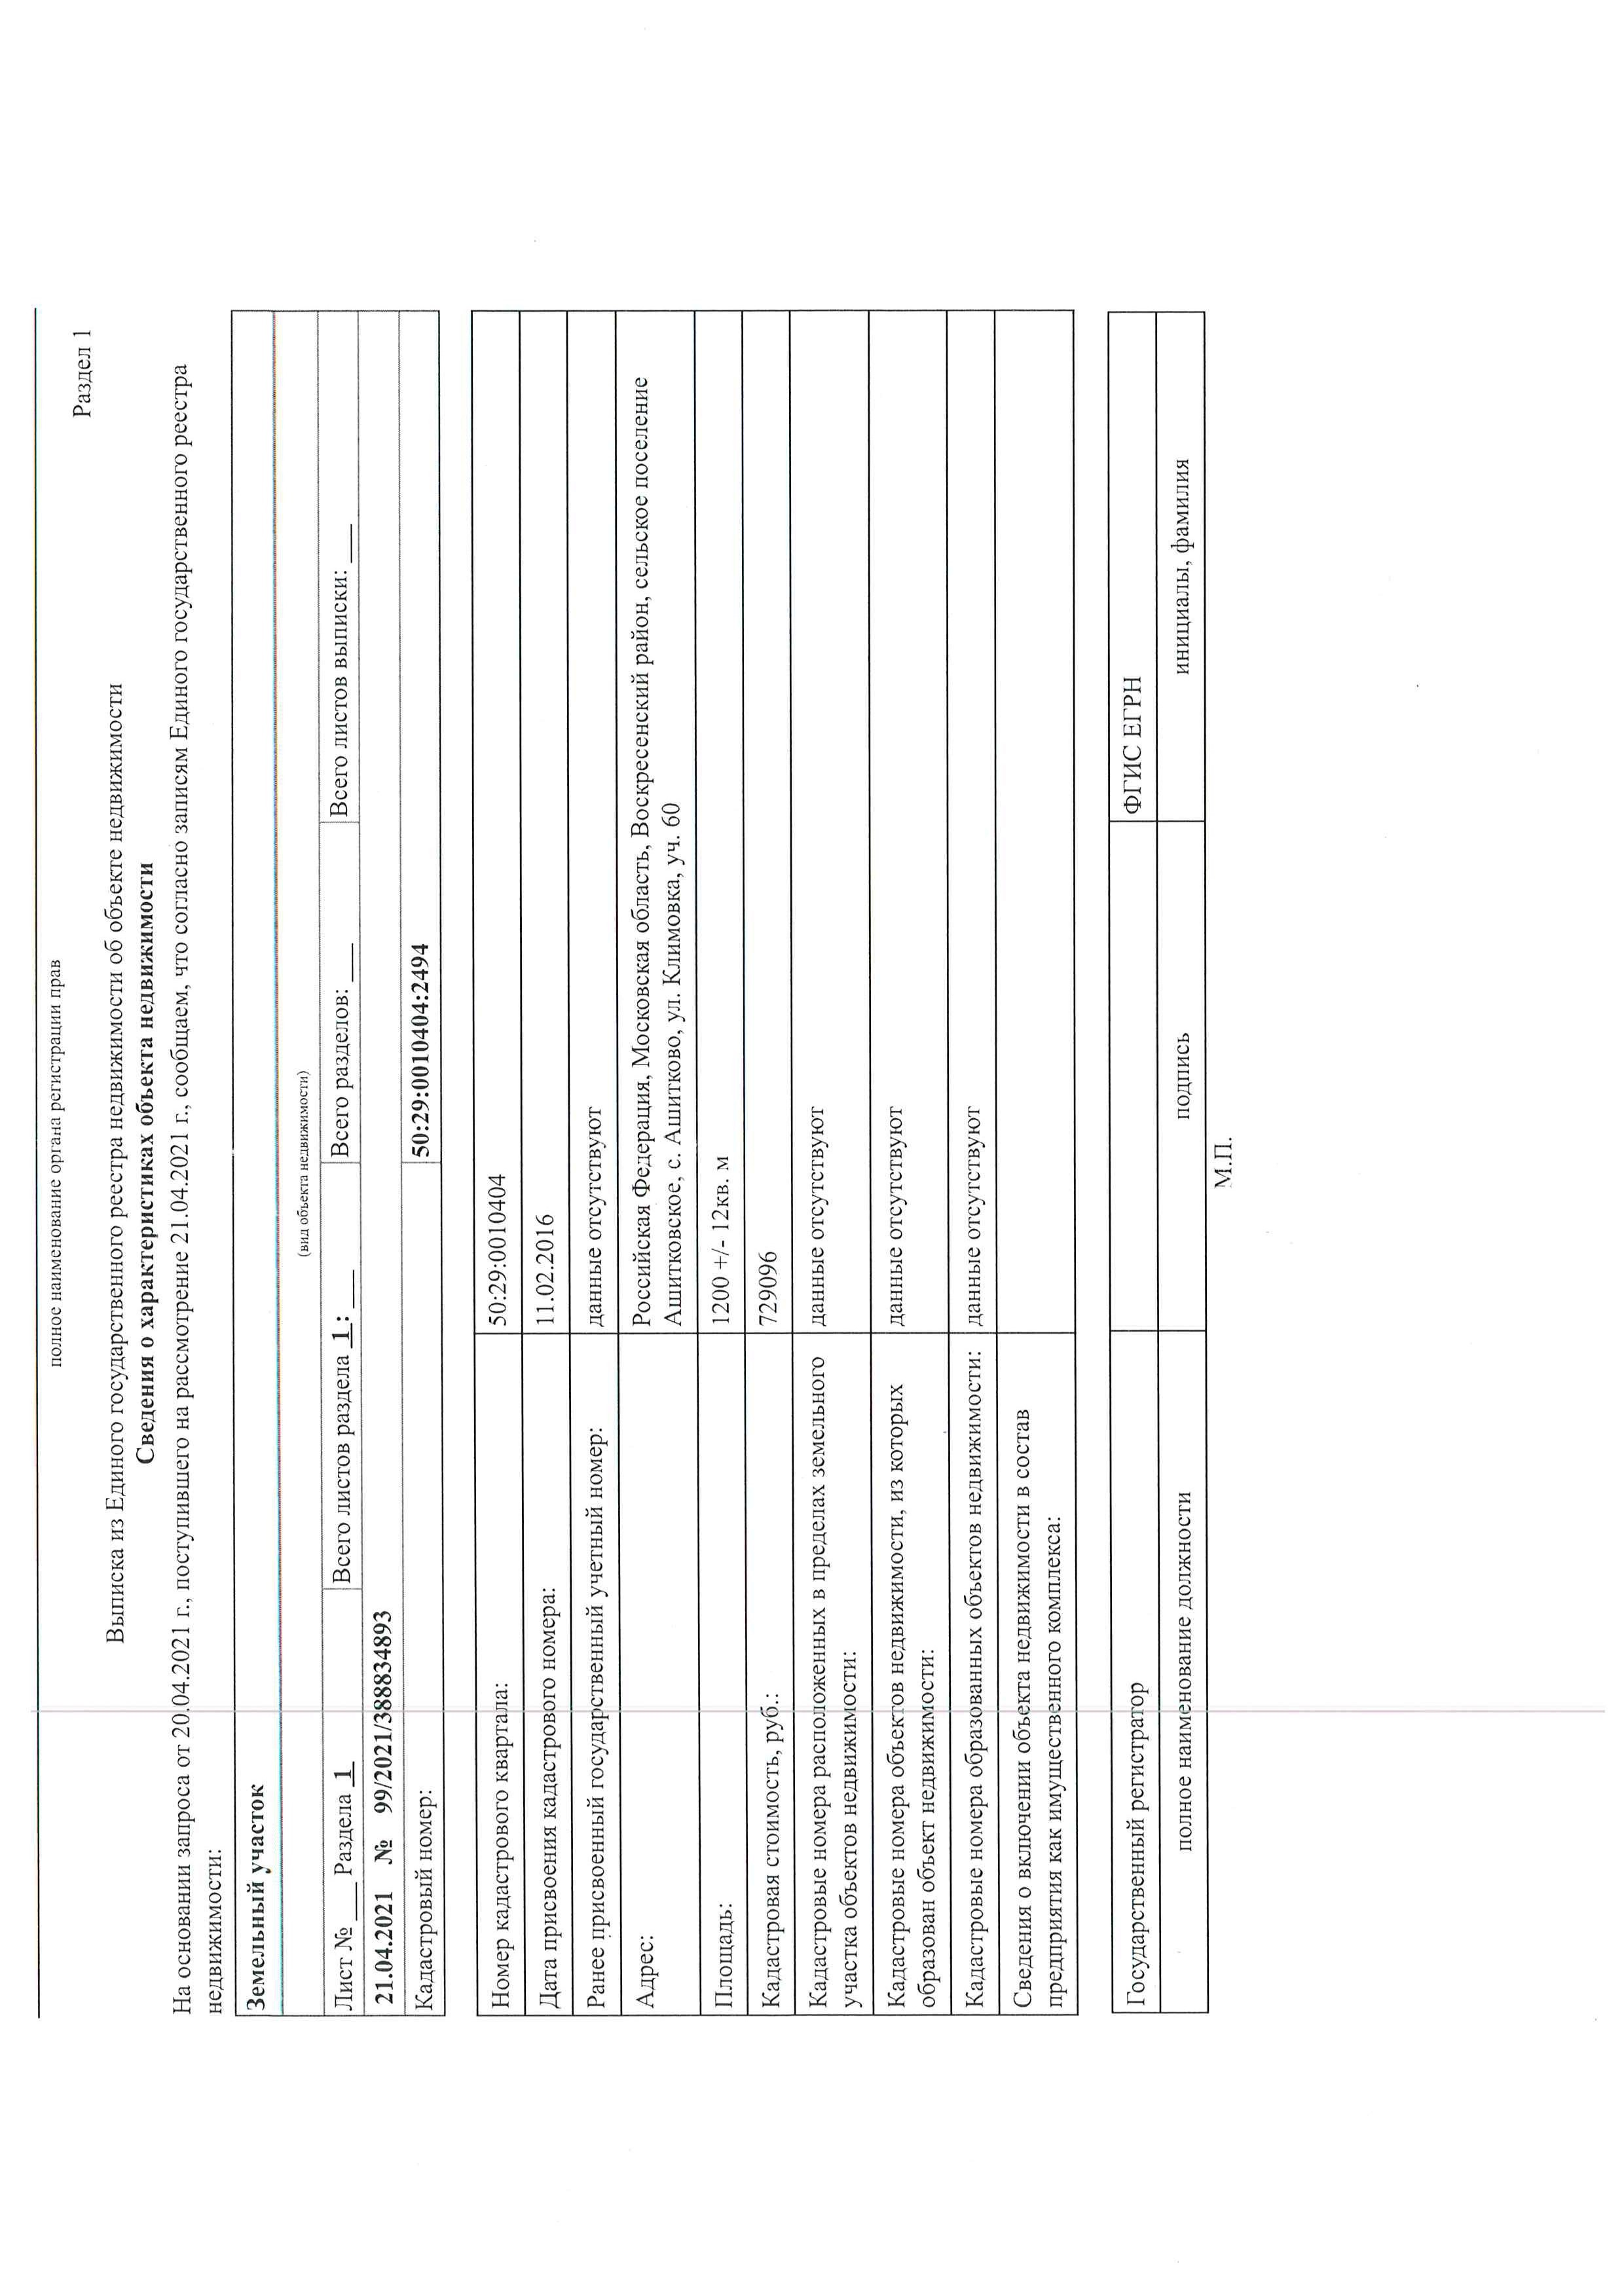 полное наименование органа регистрации прав
Раздел 1
Выписка из Единого государственного реестра недвижимости об объекте недвижимости
Сведения о характеристиках объекта недвижимости
На основании запроса от 20.04.2021 г., поступившего на рассмотрение 21.04.2021 г., сообщаем, что согласно записям Единого государственного реестра
недвижимости:
Земельный участок
(вид объекта недвижимости)
Лист № ___ Раздела 1 Всего листов раздела 1 : ___ Всего разделов: ___ Всего листов выписки: ___
21.04.2021 № 99/2021/388834893
Кадастровый номер: 50:29:0010404:2494
Номер кадастрового квартала: 50:29:0010404
Дата присвоения кадастрового номера: 11.02.2016
Ранее присвоенный государственный учетный номер: данные отсутствуют
Адрес: Российская Федерация, Московская область, Воскресенский район, сельское поселение
Ашитковское, с. Ашитково, ул. Климовка, уч. 60
Площадь: 1200 +/- 12кв. м
Кадастровая стоимость, руб.: 729096
Кадастровые номера расположенных в пределах земельного
участка объектов недвижимости: данные отсутствуют
Кадастровые номера объектов недвижимости, из которых
образован объект недвижимости: данные отсутствуют
Кадастровые номера образованных объектов недвижимости: данные отсутствуют
Сведения о включении объекта недвижимости в состав
предприятия как имущественного комплекса:
Государственный регистратор ФГИС ЕГРН
полное наименование должности подпись инициалы, фамилия
М.П.